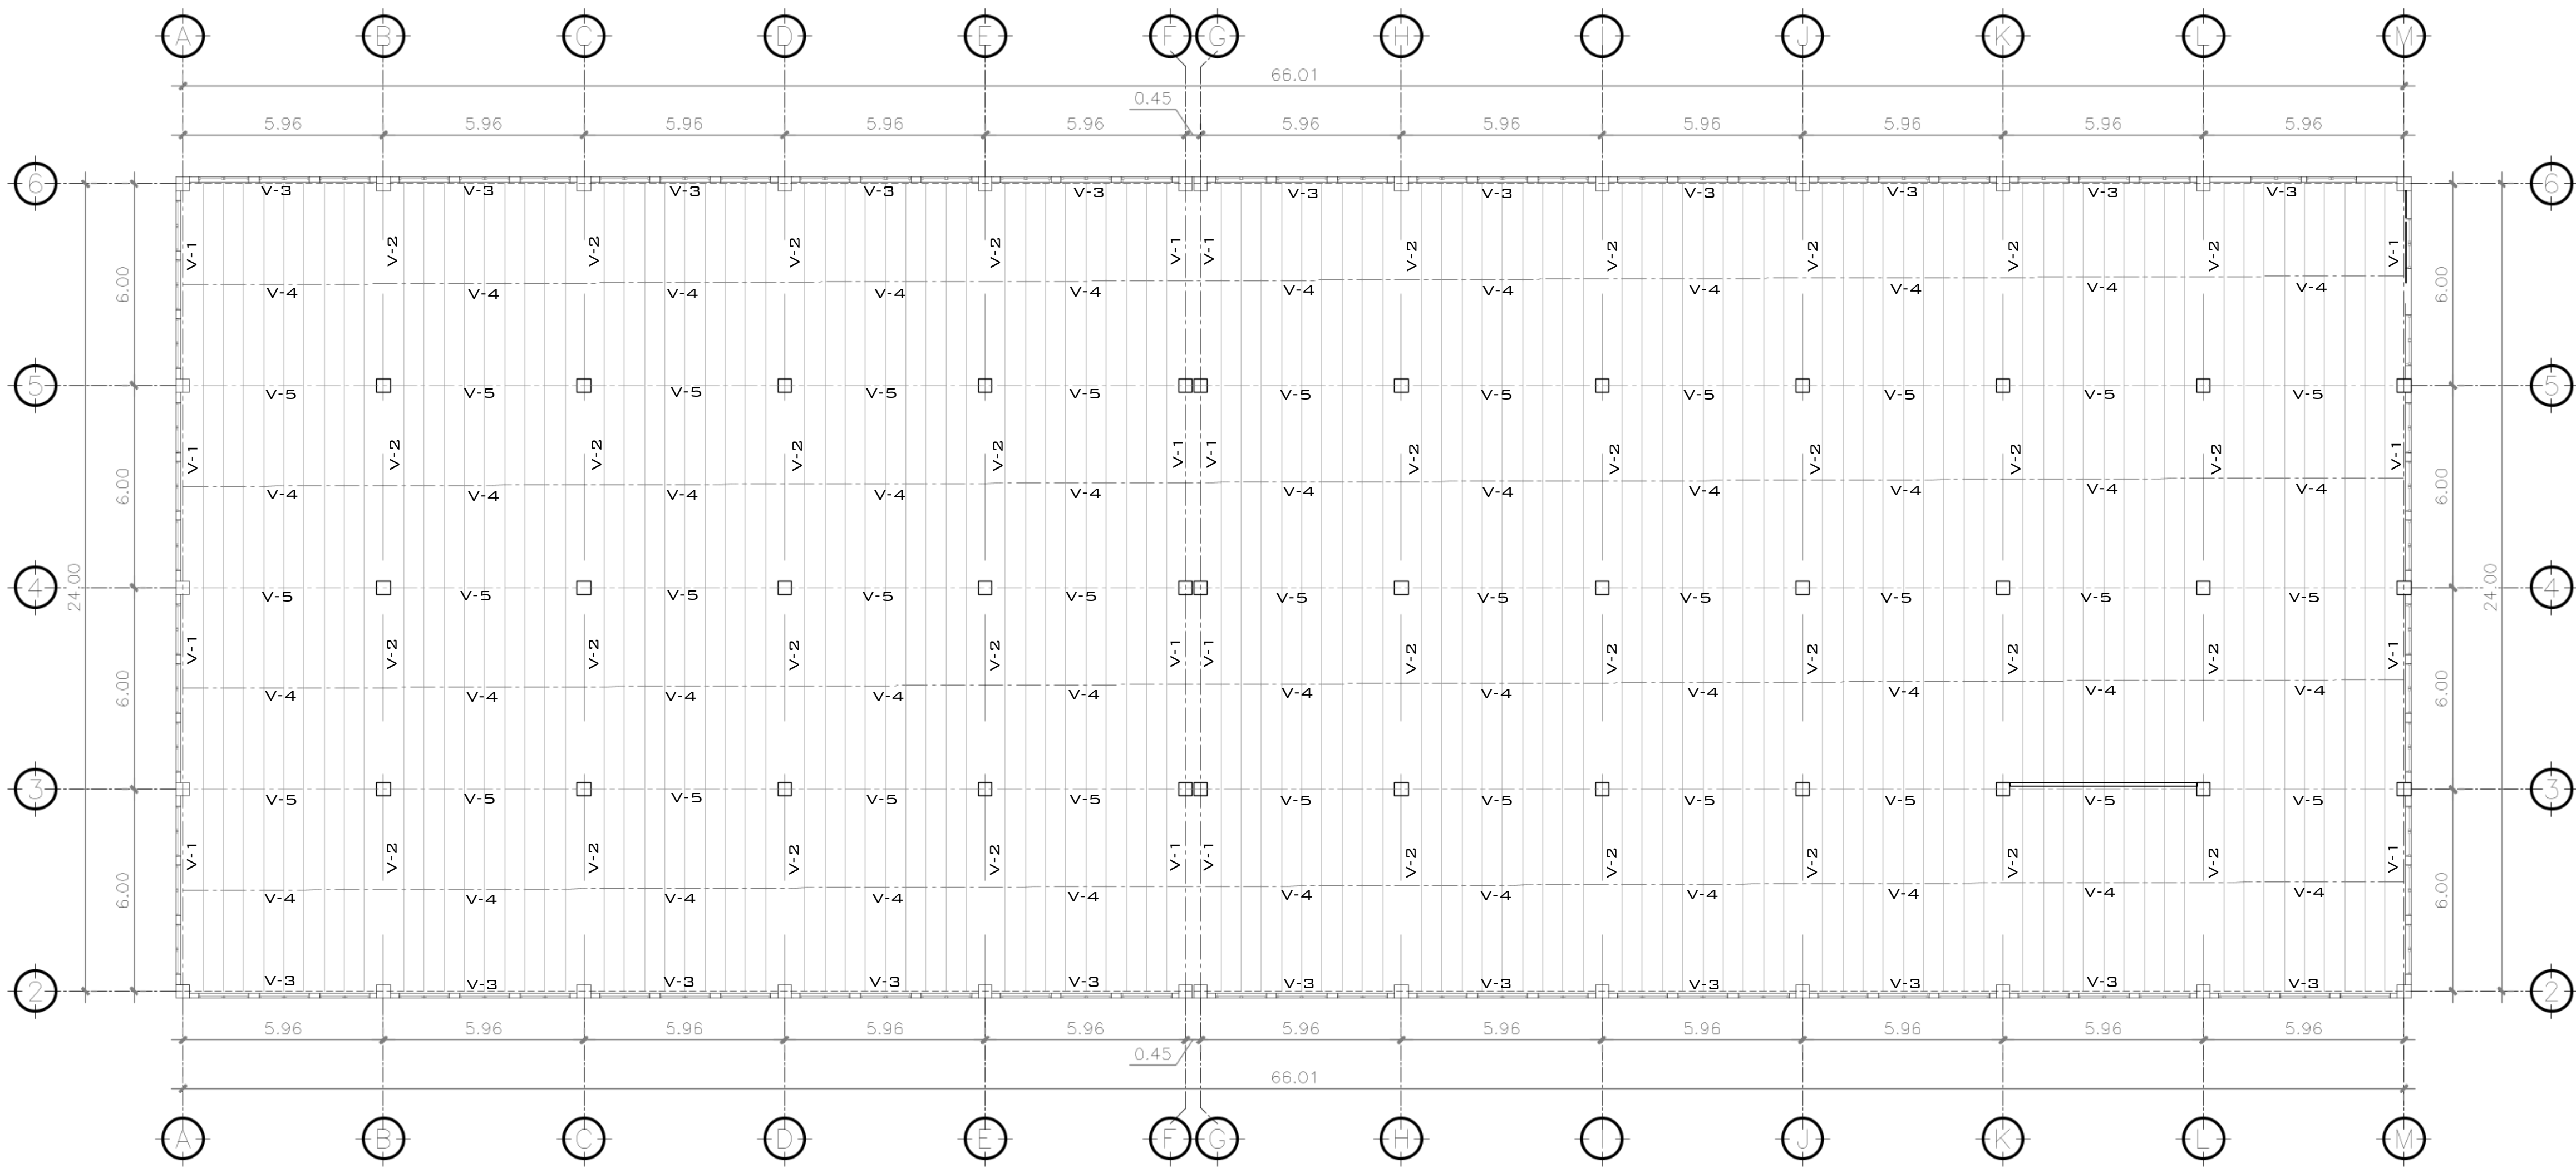 A B C D E F G H I J K L M
66.01
0.45
5.96 5.96 5.96 5.96 5.96 5.96 5.96 5.96 5.96 5.96 5.96
6 6
V-3 V-3 V-3 V-3 V-3 V-3 V-3 V-3 V-3 V-3 V-3
V-1 V-2 V-2 V-2 V-2 V-1 V-1 V-2 V-2 V-2 V-2 V-2 V-1
6.00 6.00
V-4 V-4 V-4 V-4 V-4 V-4 V-4 V-4 V-4 V-4 V-4
5 5
V-5 V-5 V-5 V-5 V-5 V-5 V-5 V-5 V-5 V-5 V-5
V-1 V-2 V-2 V-2 V-2 V-1 V-1 V-2 V-2 V-2 V-2 V-2 V-1
6.00 6.00
V-4 V-4 V-4 V-4 V-4 V-4 V-4 V-4 V-4 V-4 V-4
4 24.00 24.00 4
V-5 V-5 V-5 V-5 V-5 V-5 V-5 V-5 V-5 V-5 V-5
V-1 V-2 V-2 V-2 V-2 V-1 V-1 V-2 V-2 V-2 V-2 V-2 V-1
6.00 6.00
V-4 V-4 V-4 V-4 V-4 V-4 V-4 V-4 V-4 V-4 V-4
3 3
V-5 V-5 V-5 V-5 V-5 V-5 V-5 V-5 V-5 V-5 V-5
V-1 V-2 V-2 V-2 V-2 V-1 V-1 V-2 V-2 V-2 V-2 V-2 V-1
6.00 6.00
V-4 V-4 V-4 V-4 V-4 V-4 V-4 V-4 V-4 V-4 V-4
V-3 V-3 V-3 V-3 V-3 V-3 V-3 V-3 V-3 V-3 V-3
2 2
5.96 5.96 5.96 5.96 5.96 5.96 5.96 5.96 5.96 5.96 5.96
0.45
66.01
A B C D E F G H I J K L M